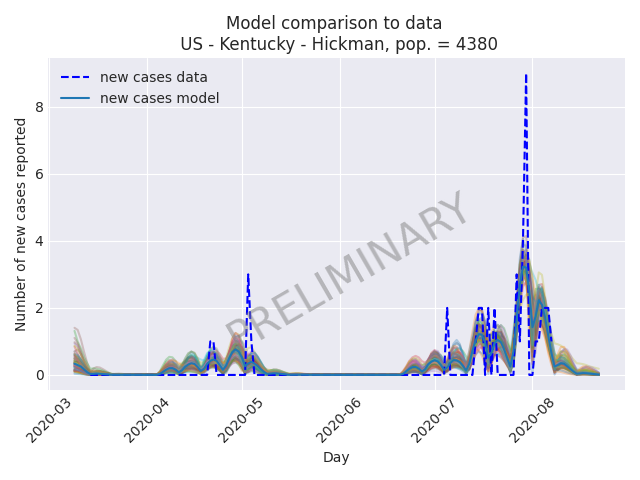 Model comparison to data
US - Kentucky - Hickman, pop. = 4380
new cases data
new cases model
Number of new cases reported
8
6
4
2
0
PRELIMINARY
2020-03
2020-04
2020-05
2020-06
2020-07
2020-08
Day